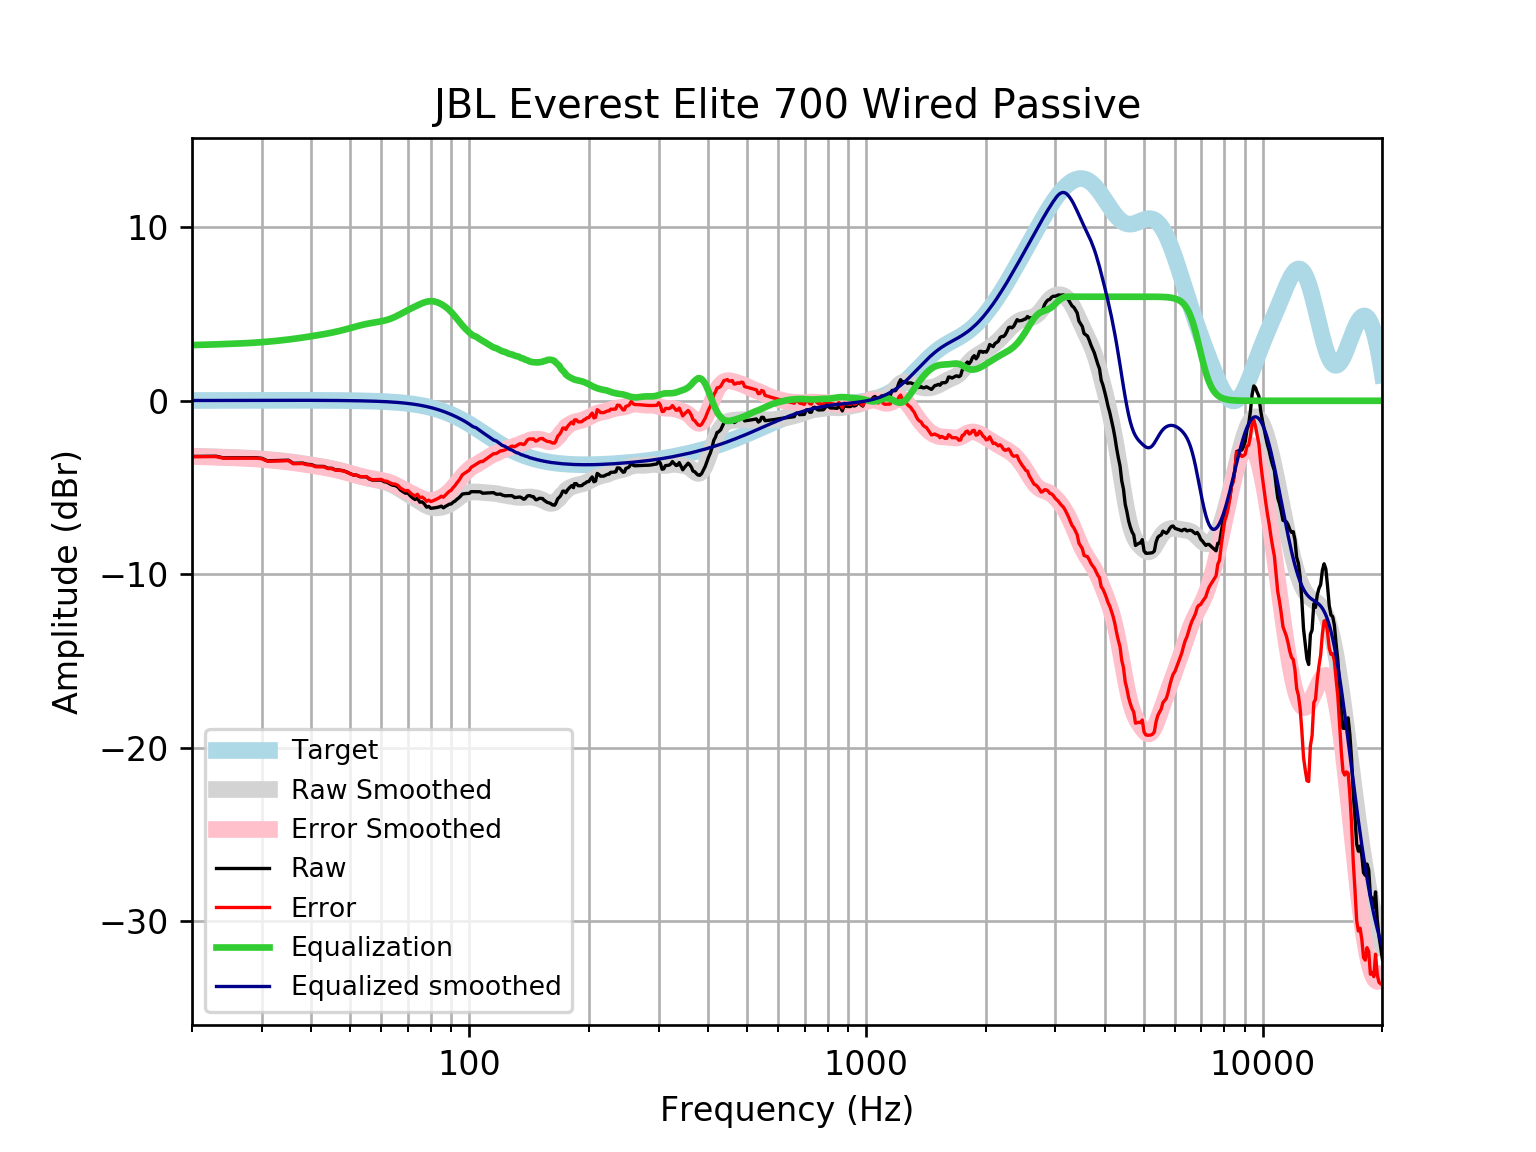 JBL Everest Elite 700 Wired Passive
Amplitude (dBr)
10
0
−10
−20
−30
Target
Raw Smoothed
Error Smoothed
Raw
Error
Equalization
Equalized smoothed
100
1000
10000
Frequency (Hz)